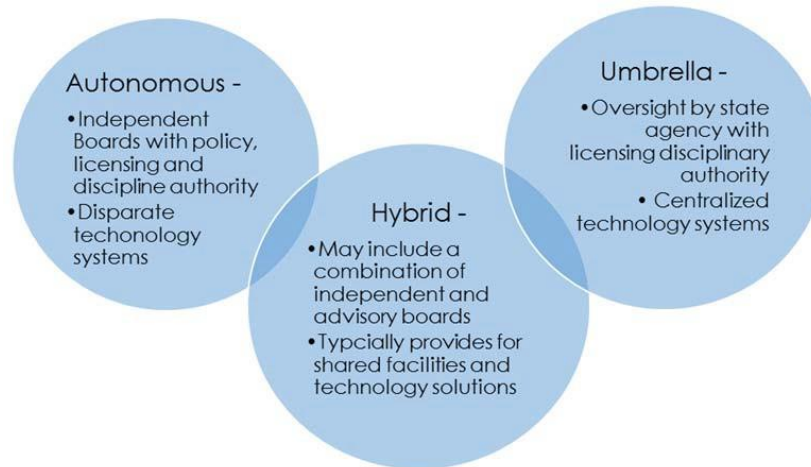 Autonomous -
•Independent
Boards with policy,
licensing and
discipline authority
•Disparate
techonology
systems
Hybrid -
•May include a
combination of
independent and
advisory boards
•Typcially provides for
shared facilities and
technology solutions
Umbrella -
•Oversight by state
agency with
licensing disciplinary
authority
• Centralized
technology systems